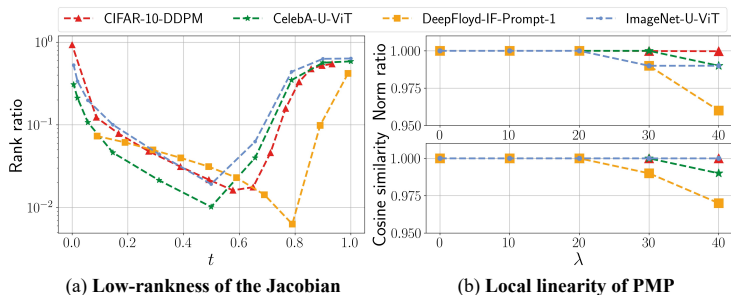 CIFAR-10-DDPM CelebA-U-ViT DeepFloyd-IF-Prompt-1 ImageNet-U-ViT
Rank ratio
10⁰
10⁻¹
10⁻²
0.0 0.2 0.4 0.6 0.8 1.0
t
(a) Low-rankness of the Jacobian
Norm ratio
1.000
0.975
0.950
Cosine similarity
1.000
0.975
0.950
0 10 20 30 40
λ
(b) Local linearity of PMP